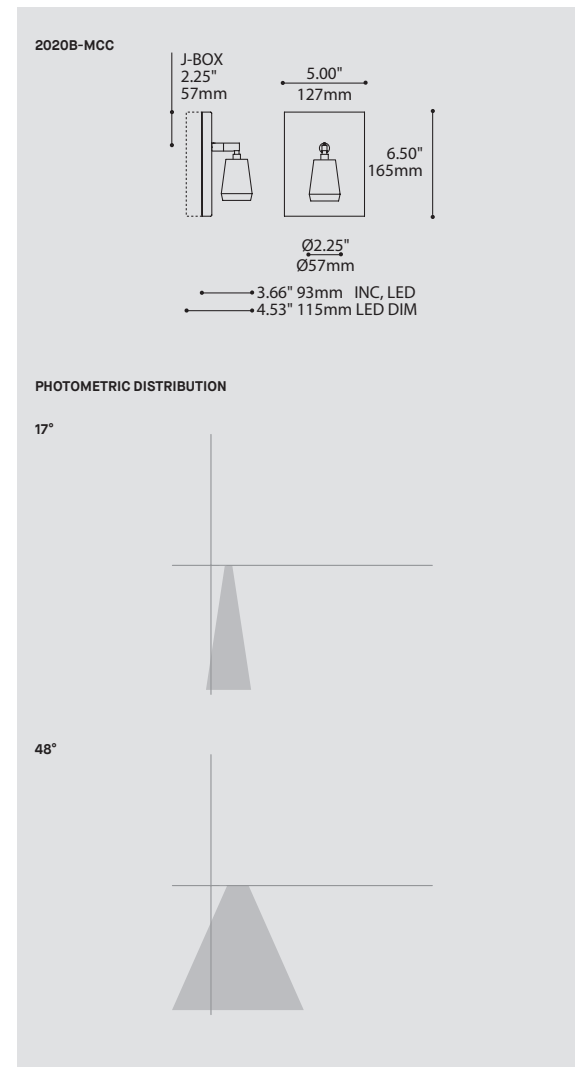 2020B-MCC
J-BOX
2.25"
57mm
5.00"
127mm
6.50"
165mm
Ø2.25"
Ø57mm
3.66" 93mm INC, LED
4.53" 115mm LED DIM
PHOTOMETRIC DISTRIBUTION
17°
48°